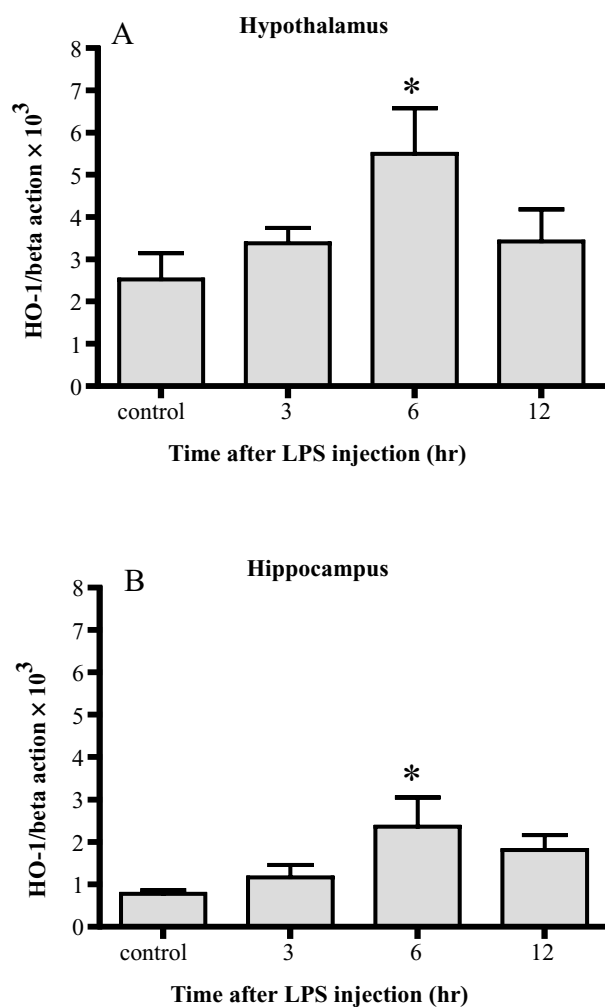 A
Hypothalamus
8
7
6
5
4
3
2
1
0
HO-1/beta action × 10³
*
control 3 6 12
Time after LPS injection (hr)
B
Hippocampus
8
7
6
5
4
3
2
1
0
HO-1/beta action × 10³
*
control 3 6 12
Time after LPS injection (hr)